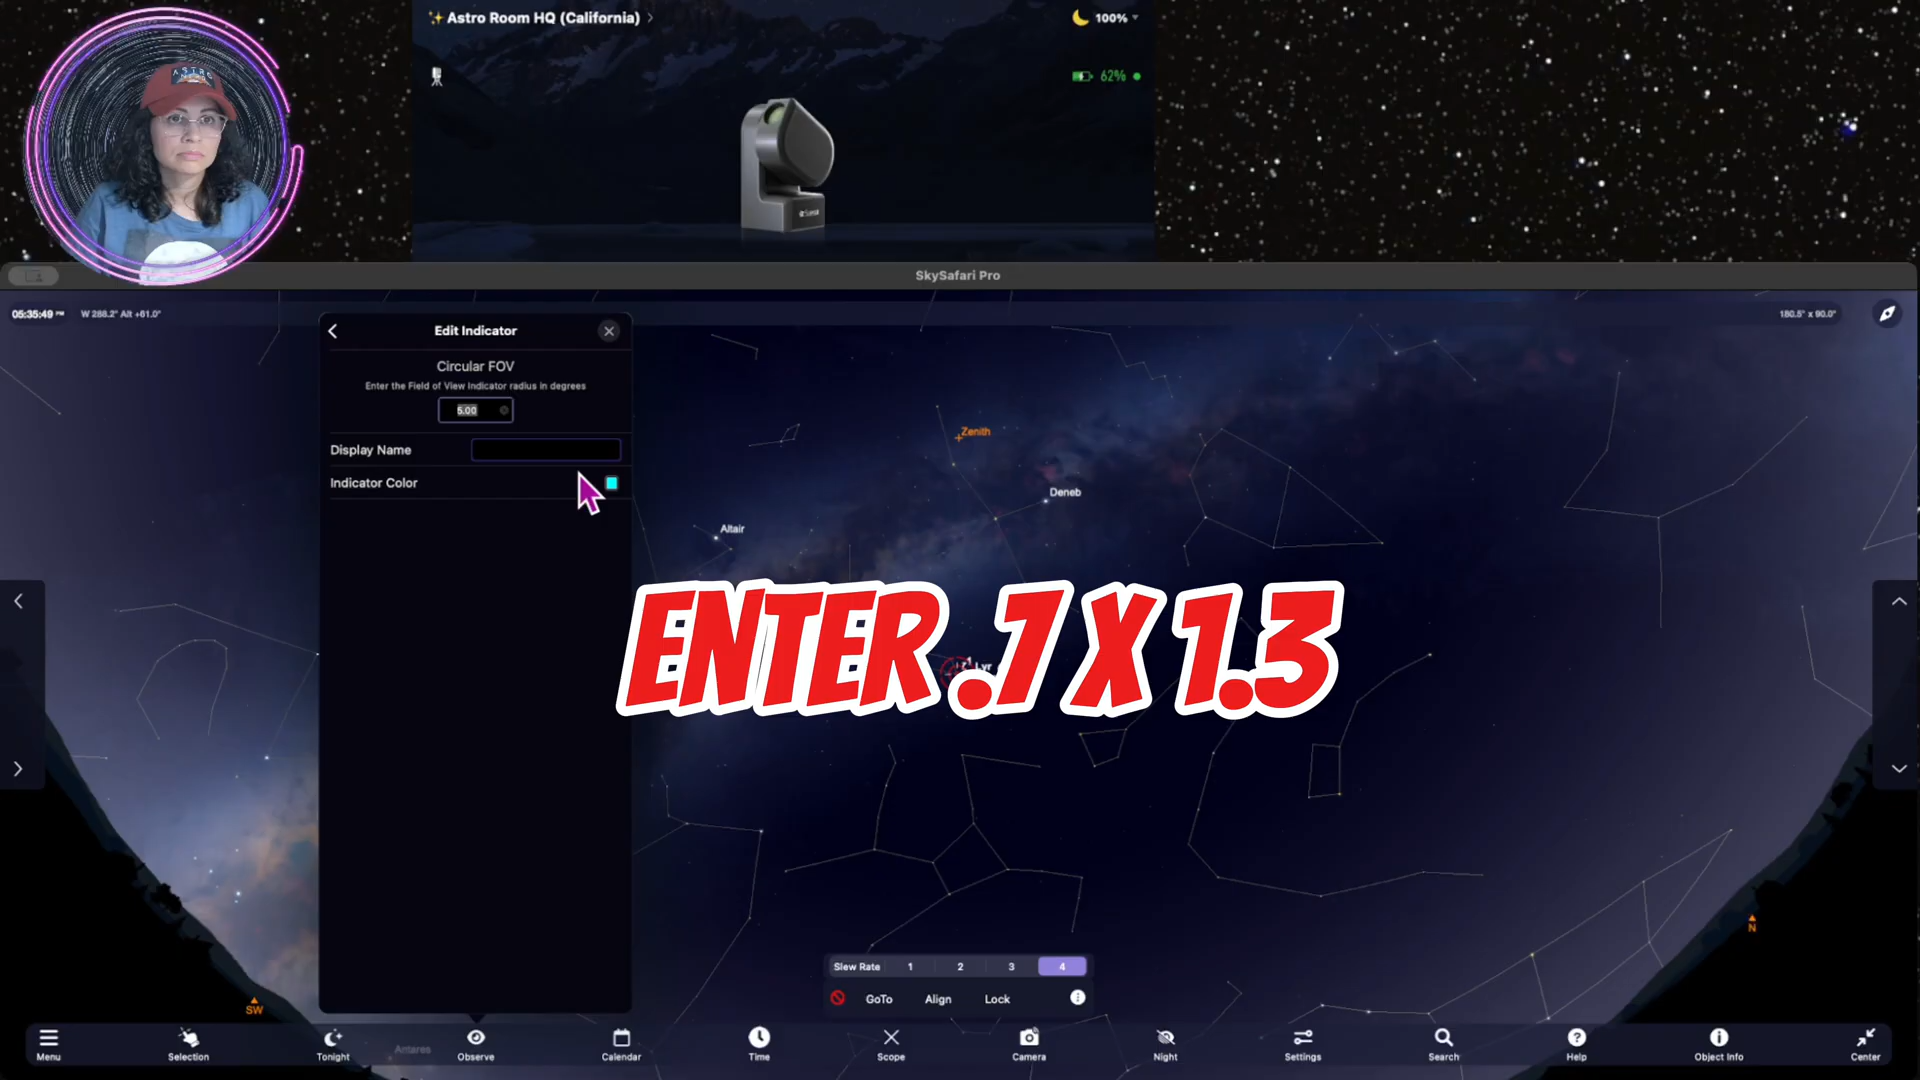 ✨ Astro Room HQ (California) >
100%
62%
ASTRO
SkySafari Pro
05:35:49 PM
W 288.2° Alt +61.0°
180.5° x 90.0°
Edit Indicator
Circular FOV
Enter the Field of View Indicator radius in degrees
5.00
Display Name
Indicator Color
Zenith
Deneb
Altair
ENTER .7 X 1.3
Lyr
N
SW
Slew Rate 1 2 3 4
GoTo Align Lock
Antares
Menu Selection Tonight Observe Calendar Time Scope Camera Night Settings Search Help Object Info Center